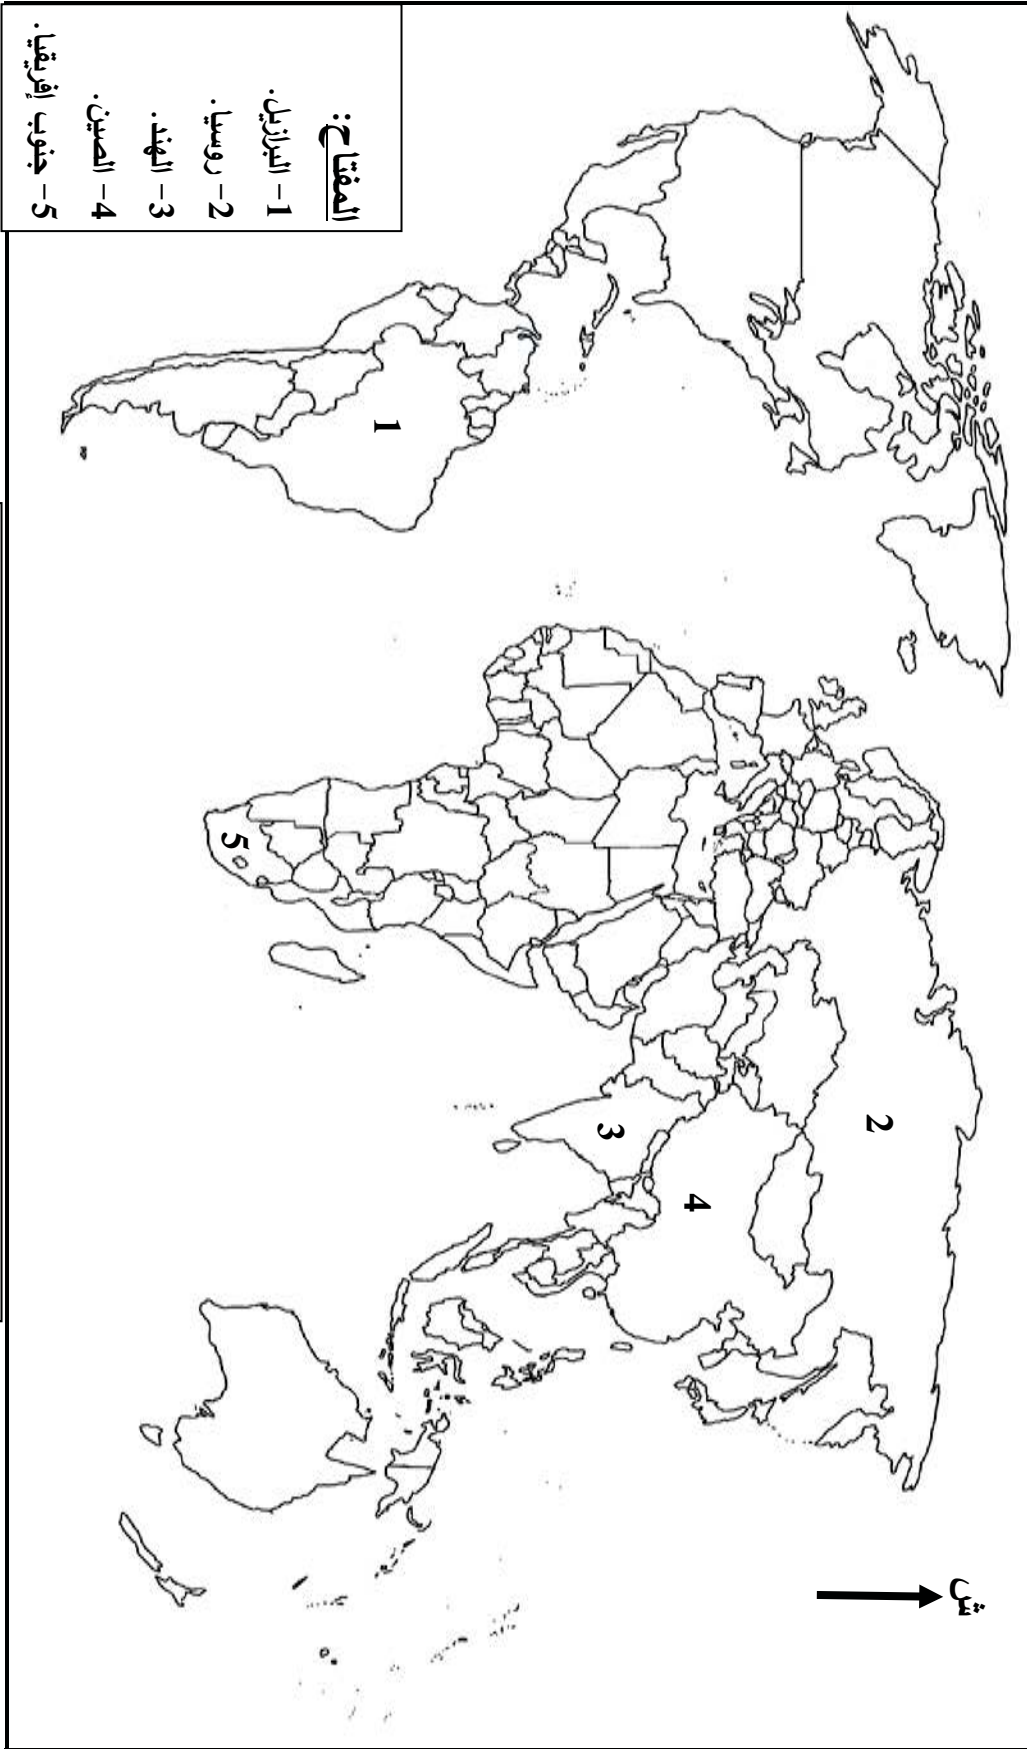 المفتاح:
1- البرازيل.
2- روسيا.
3- الهند.
4- الصين.
5- جنوب إفريقيا.
1
2
3
4
5
ش